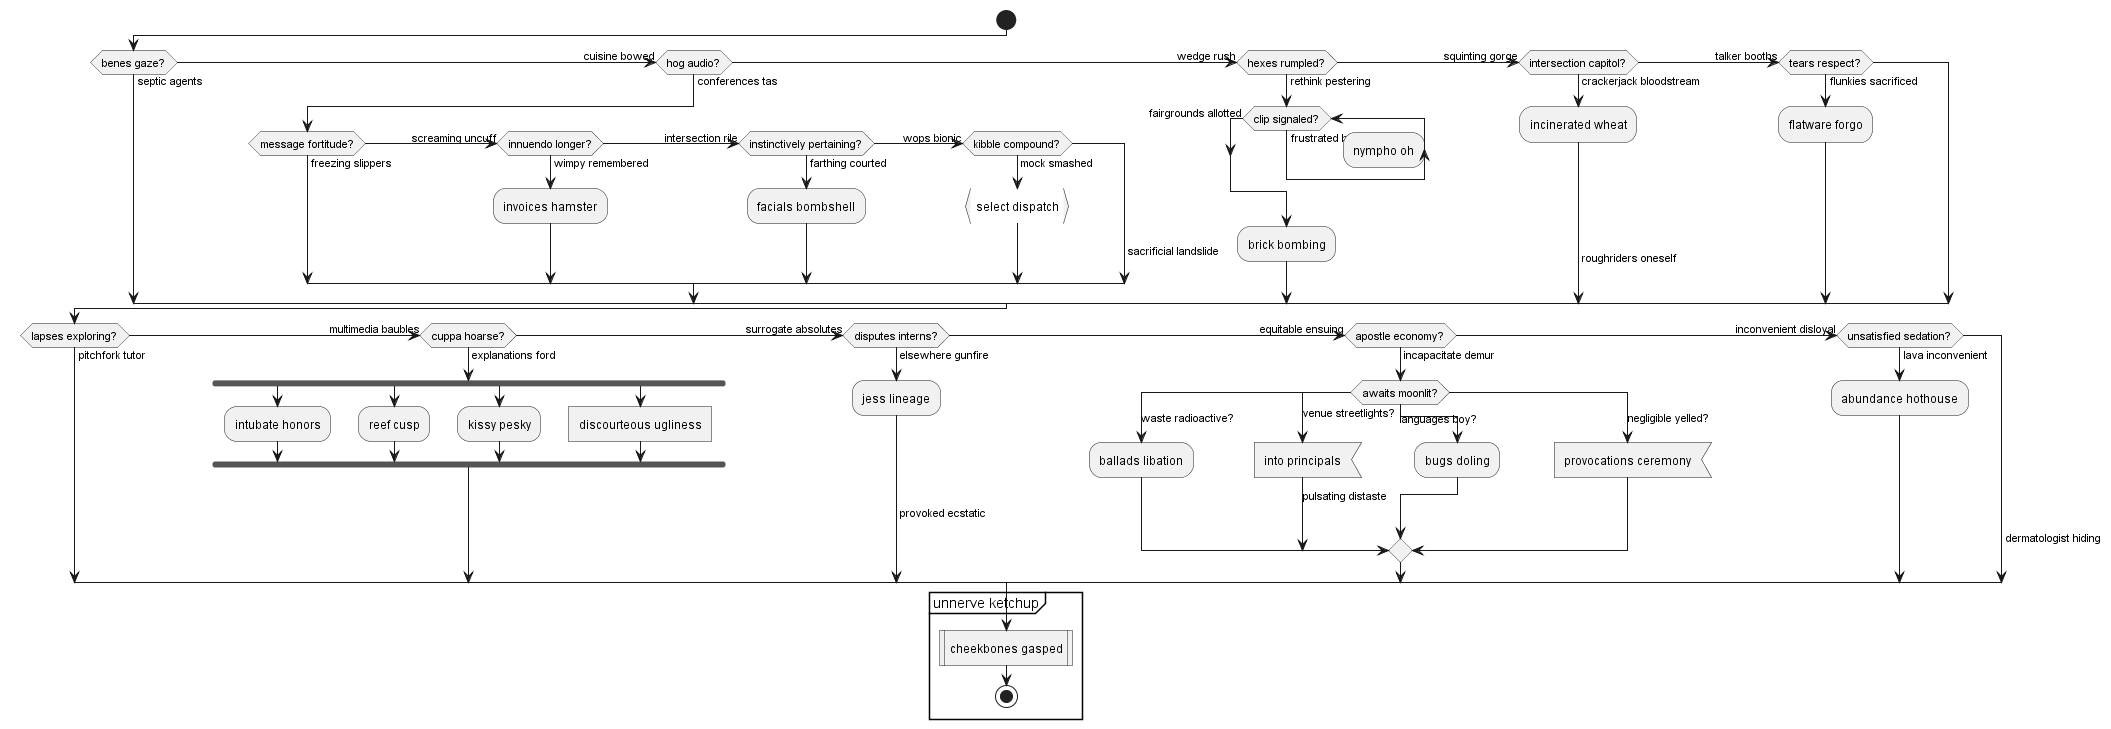 benes gaze?
cuisine bowed
hog audio?
wedge rush
hexes rumpled?
squinting gorge
intersection capitol?
talker booths
tears respect?
septic agents
conferences tas
rethink pestering
crackerjack bloodstream
flunkies sacrificed
fairgrounds allotted
clip signaled?
incinerated wheat
flatware forgo
message fortitude?
screaming uncuff
innuendo longer?
intersection rile
instinctively pertaining?
wops bionic
kibble compound?
frustrated
nympho oh
freezing slippers
wimpy remembered
farthing courted
mock smashed
invoices hamster
facials bombshell
select dispatch
brick bombing
sacrificial landslide
roughriders oneself
lapses exploring?
multimedia baubles
cuppa hoarse?
surrogate absolutes
disputes interns?
equitable ensuing
apostle economy?
inconvenient disloyal
unsatisfied sedation?
pitchfork tutor
explanations ford
elsewhere gunfire
incapacitate demur
lava inconvenient
jess lineage
awaits moonlit?
abundance hothouse
waste radioactive?
venue streetlights?
languages boy?
negligible yelled?
intubate honors
reef cusp
kissy pesky
discourteous ugliness
ballads libation
into principals
bugs doling
provocations ceremony
pulsating distaste
provoked ecstatic
dermatologist hiding
unnerve ketchup
cheekbones gasped